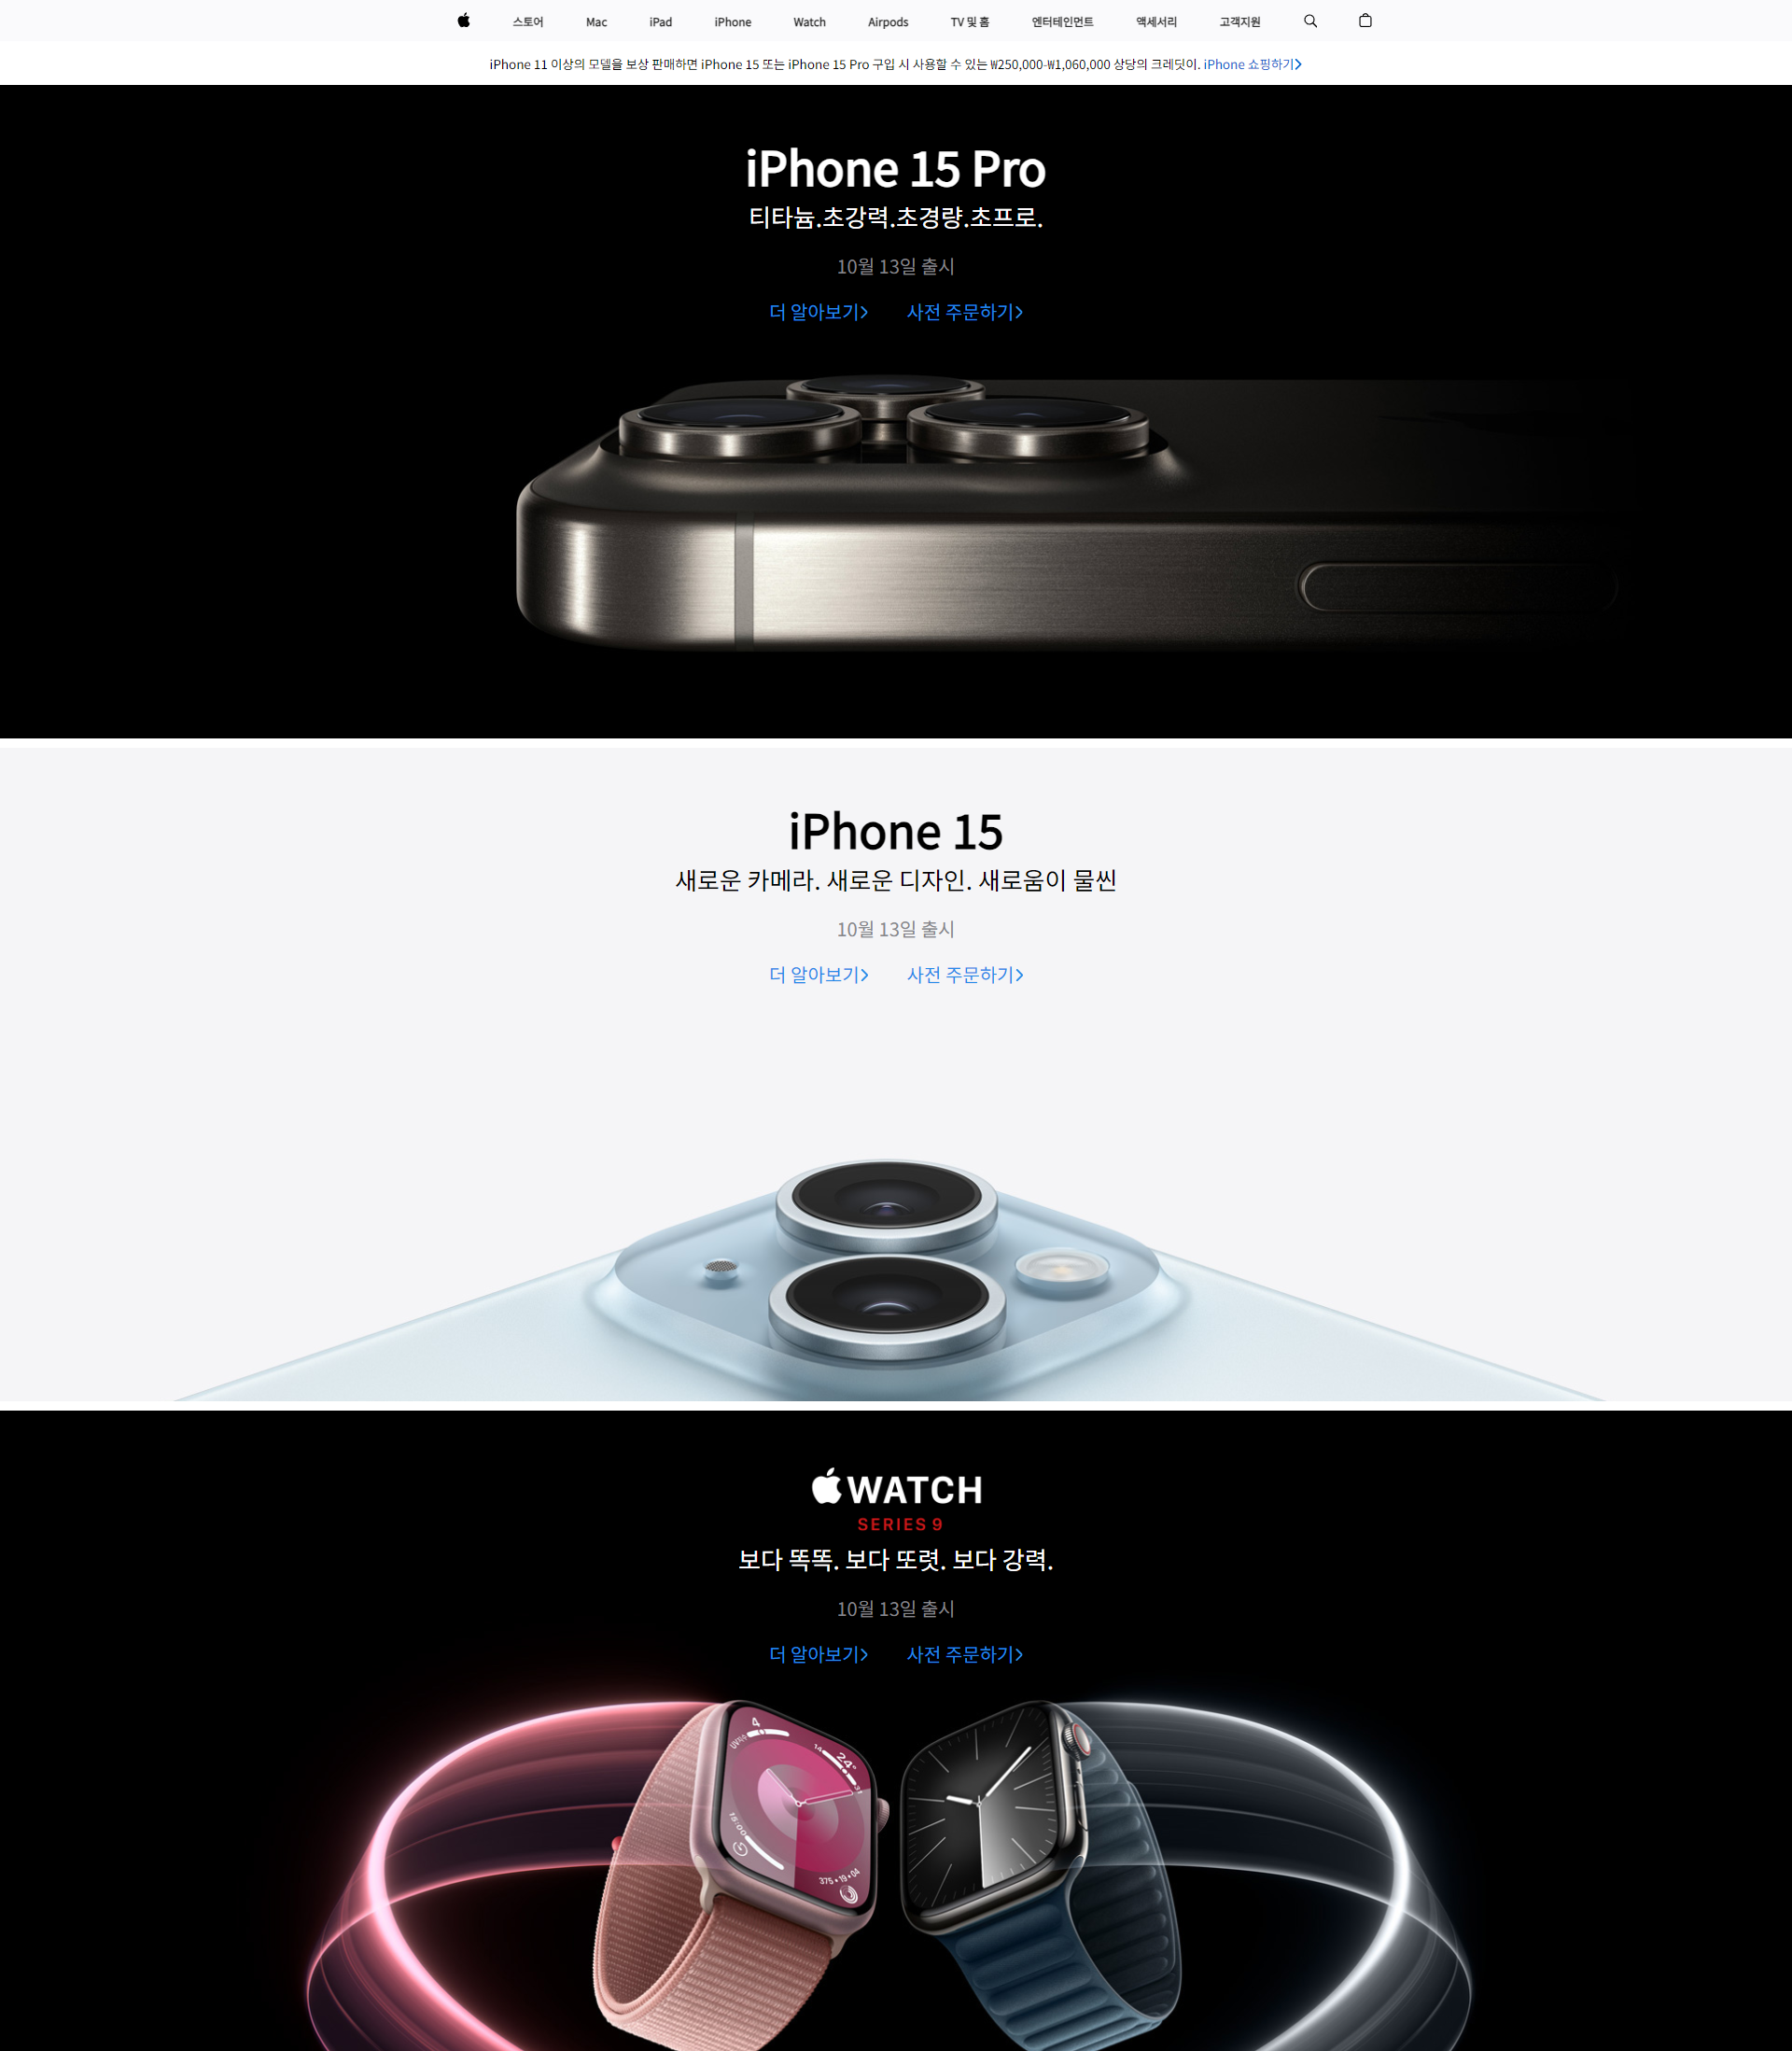 스토어 Mac iPad iPhone Watch Airpods TV 및 홈 엔터테인먼트 액세서리 고객지원
iPhone 11 이상의 모델을 보상 판매하면 iPhone 15 또는 iPhone 15 Pro 구입 시 사용할 수 있는 ₩250,000-₩1,060,000 상당의 크레딧이. iPhone 쇼핑하기>
iPhone 15 Pro
티타늄.초강력.초경량.초프로.
10월 13일 출시
더 알아보기> 사전 주문하기>
iPhone 15
새로운 카메라. 새로운 디자인. 새로움이 물씬
10월 13일 출시
더 알아보기> 사전 주문하기>
WATCH
SERIES 9
보다 똑똑. 보다 또렷. 보다 강력.
10월 13일 출시
더 알아보기> 사전 주문하기>
4
24°
14
31
15:00
375•19•04